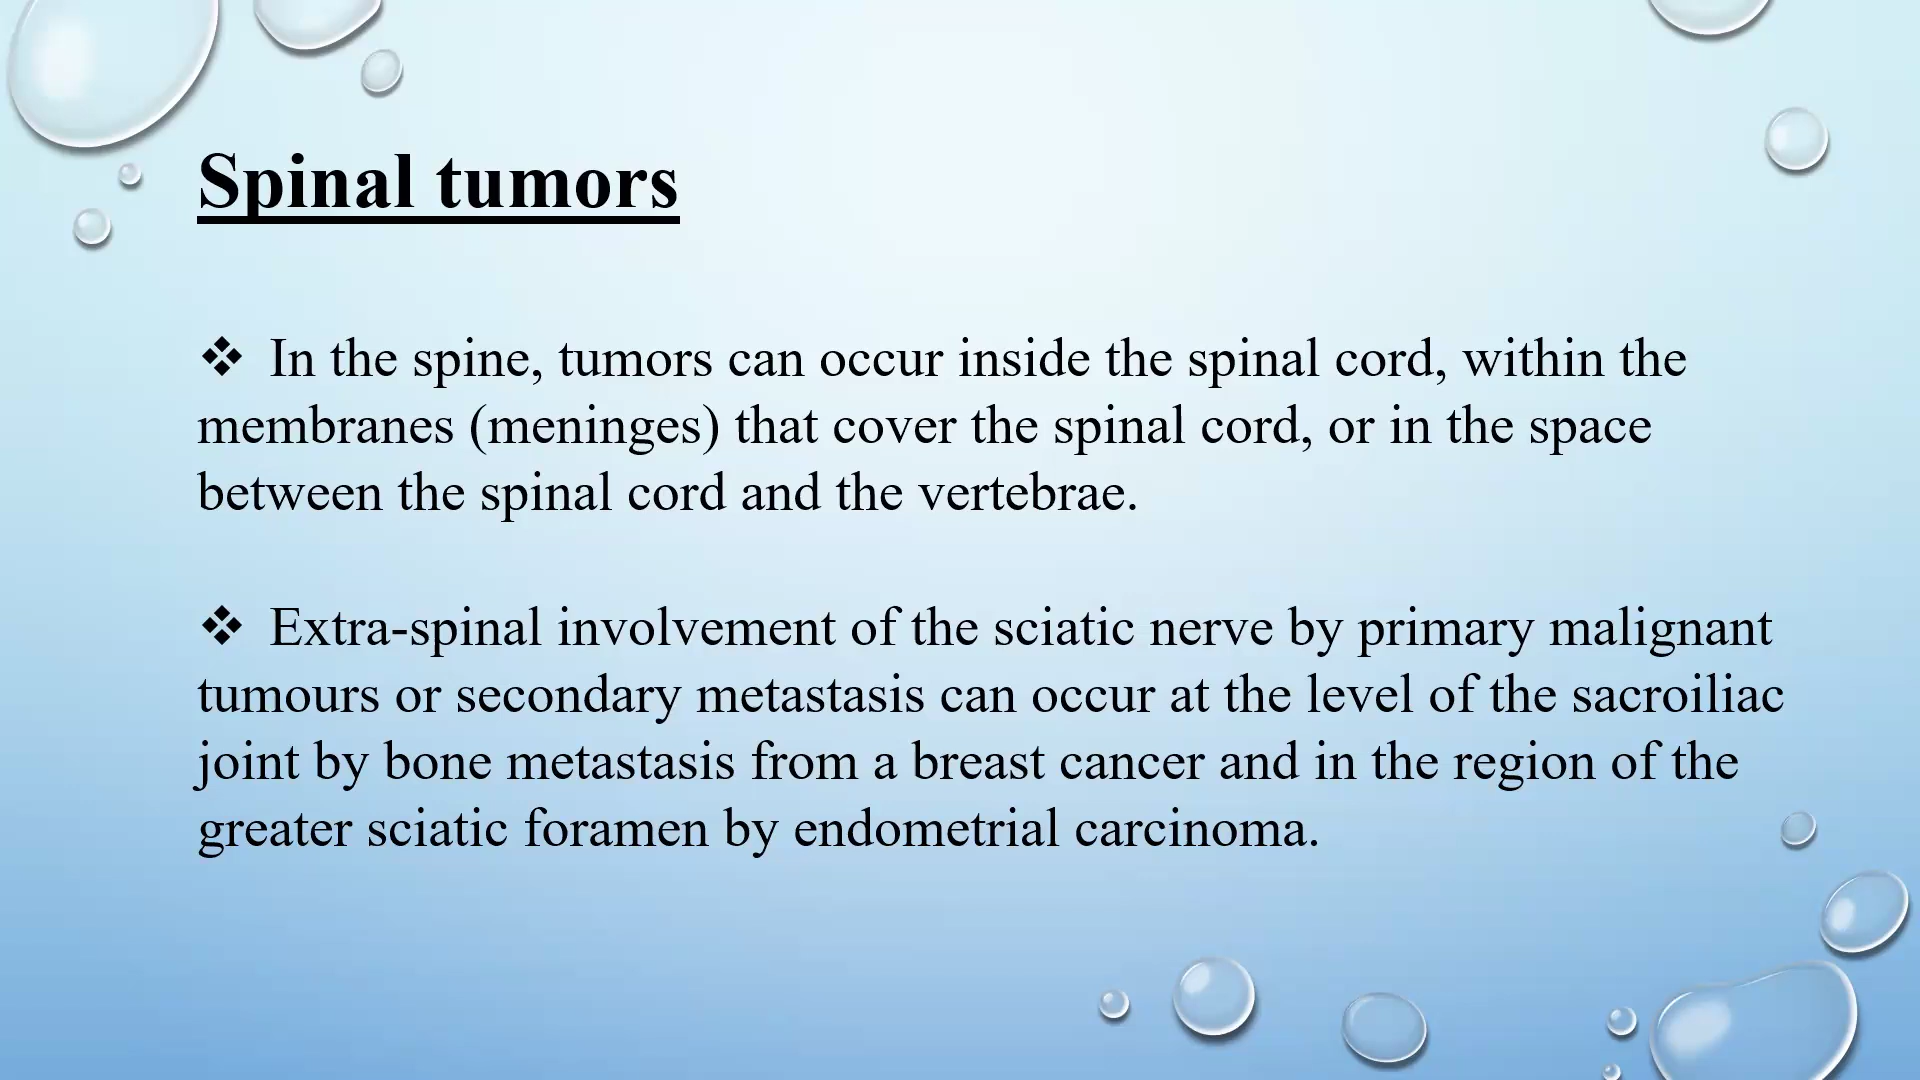 Spinal tumors
❖ In the spine, tumors can occur inside the spinal cord, within the
membranes (meninges) that cover the spinal cord, or in the space
between the spinal cord and the vertebrae.
❖ Extra-spinal involvement of the sciatic nerve by primary malignant
tumours or secondary metastasis can occur at the level of the sacroiliac
joint by bone metastasis from a breast cancer and in the region of the
greater sciatic foramen by endometrial carcinoma.